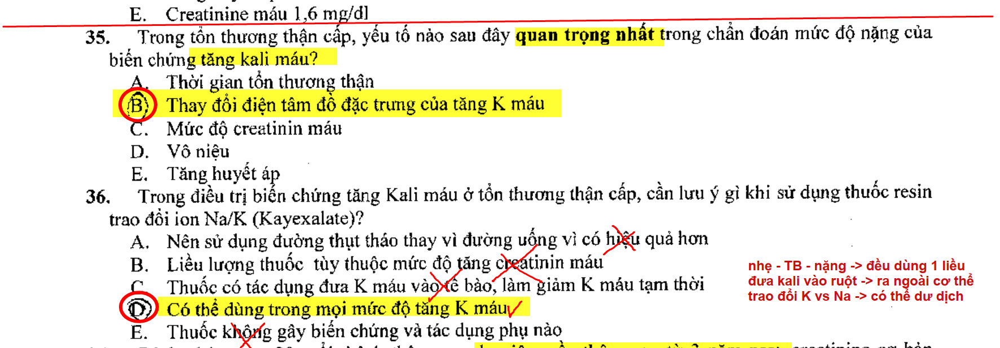 E. Creatinine máu 1,6 mg/dl
35. Trong tổn thương thận cấp, yếu tố nào sau đây quan trọng nhất trong chẩn đoán mức độ nặng của
biến chứng tăng kali máu?
A. Thời gian tổn thương thận
B. Thay đổi điện tâm đồ đặc trưng của tăng K máu
C. Mức độ creatinin máu
D. Vô niệu
E. Tăng huyết áp
36. Trong điều trị biến chứng tăng Kali máu ở tổn thương thận cấp, cần lưu ý gì khi sử dụng thuốc resin
trao đổi ion Na/K (Kayexalate)?
A. Nên sử dụng đường thụt tháo thay vì đường uống vì có hiệu quả hơn
B. Liều lượng thuốc tùy thuộc mức độ tăng creatinin máu
C Thuốc có tác dụng đưa K máu vào tế bào, làm giảm K máu tạm thời
D Có thể dùng trong mọi mức độ tăng K máu
E. Thuốc không gây biến chứng và tác dụng phụ nào
nhẹ - TB - nặng -> đều dùng 1 liều
đưa kali vào ruột -> ra ngoài cơ thể
trao đổi K vs Na -> có thể dư dịch